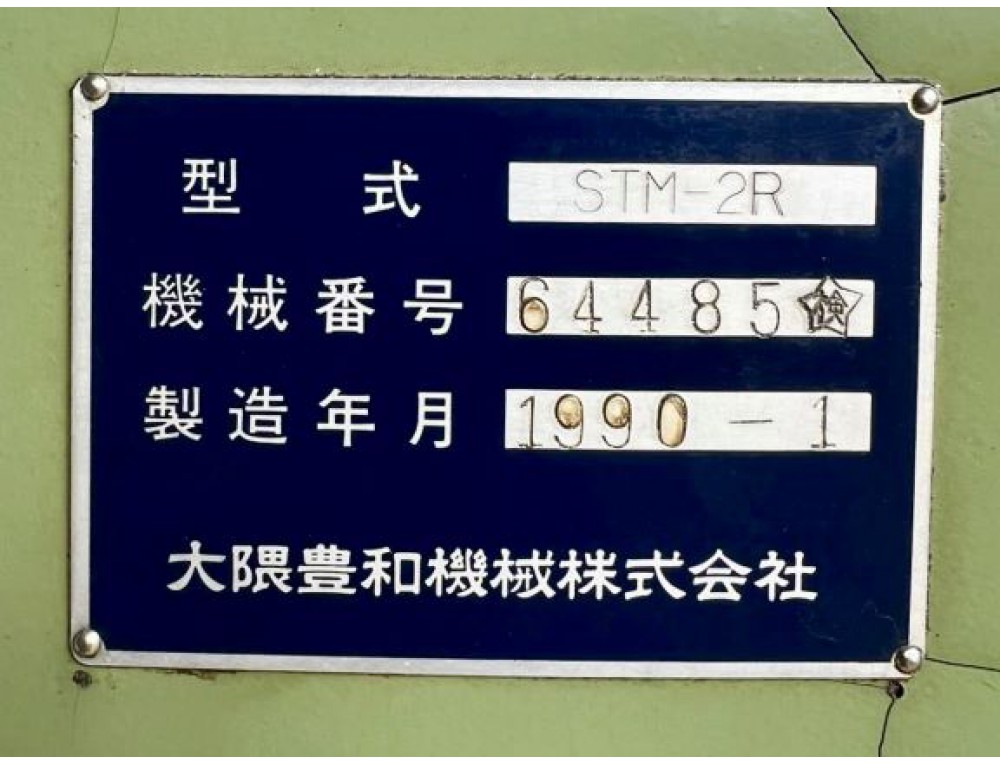 型式 STM-2R
機械番号 64485 検
製造年月 1990-1
大隈豊和機械株式会社